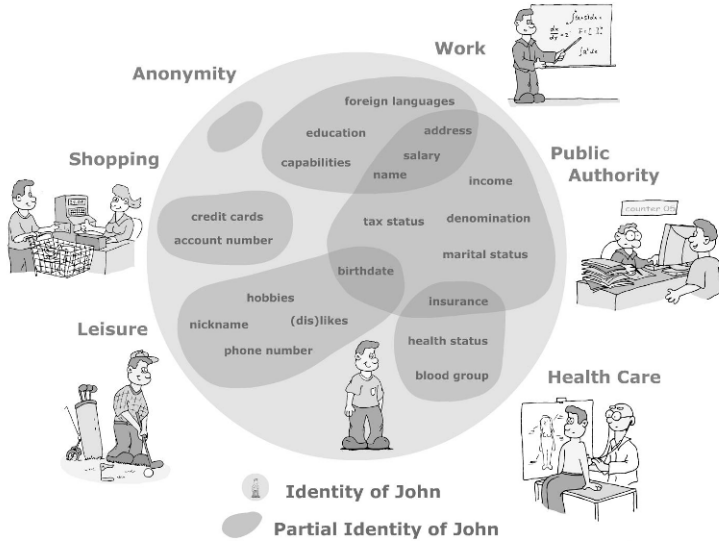 Work
Anonymity
foreign languages
education
address
capabilities
salary
name
Shopping
Public
Authority
income
credit cards
account number
tax status
denomination
counter 05
marital status
birthdate
hobbies
insurance
nickname
(dis)likes
phone number
Leisure
health status
blood group
Health Care
Identity of John
Partial Identity of John